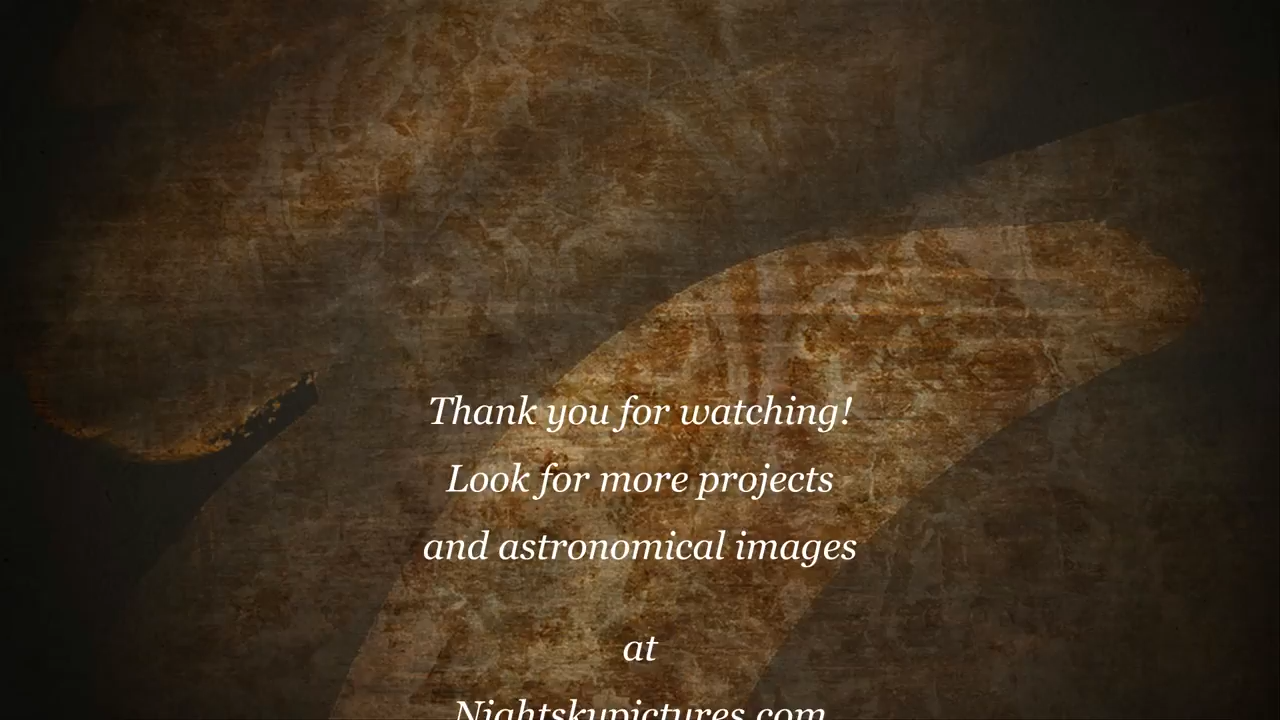 Thank you for watching!
Look for more projects
and astronomical images
at
Nightskypictures.com